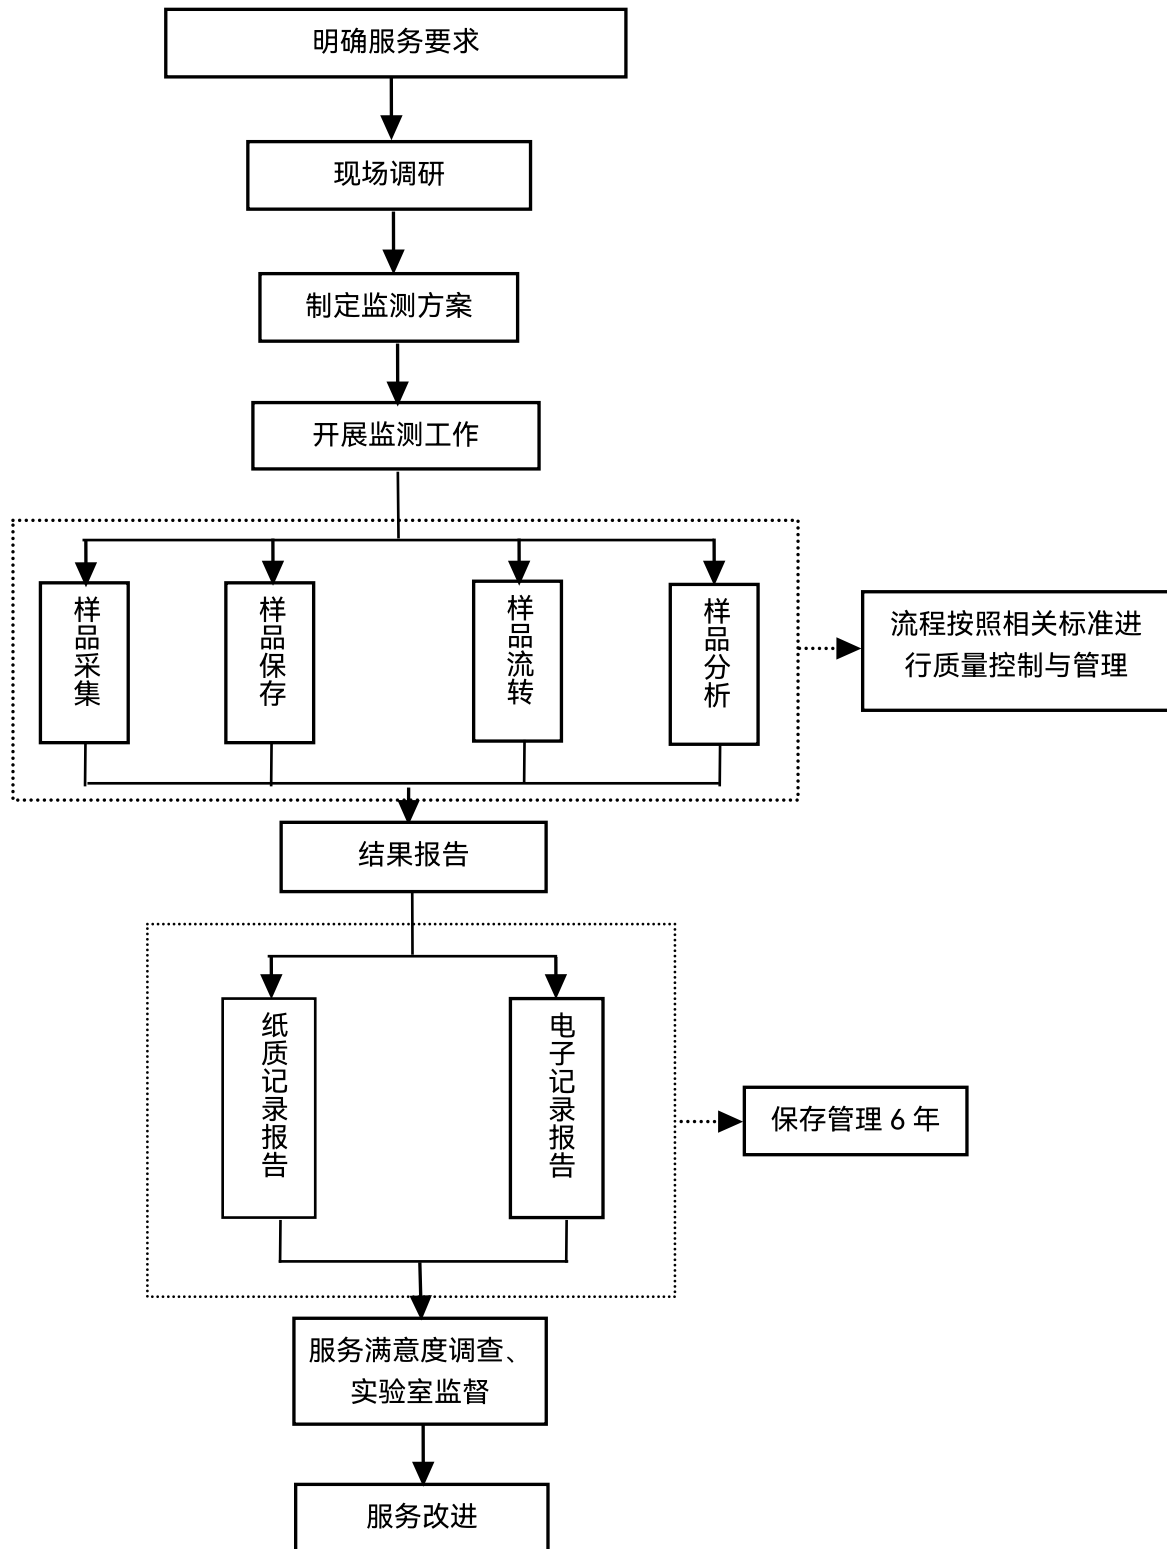 明确服务要求
现场调研
制定监测方案
开展监测工作
样品采集
样品保存
样品流转
样品分析
流程按照相关标准进
行质量控制与管理
结果报告
纸质记录报告
电子记录报告
保存管理 6 年
服务满意度调查、
实验室监督
服务改进